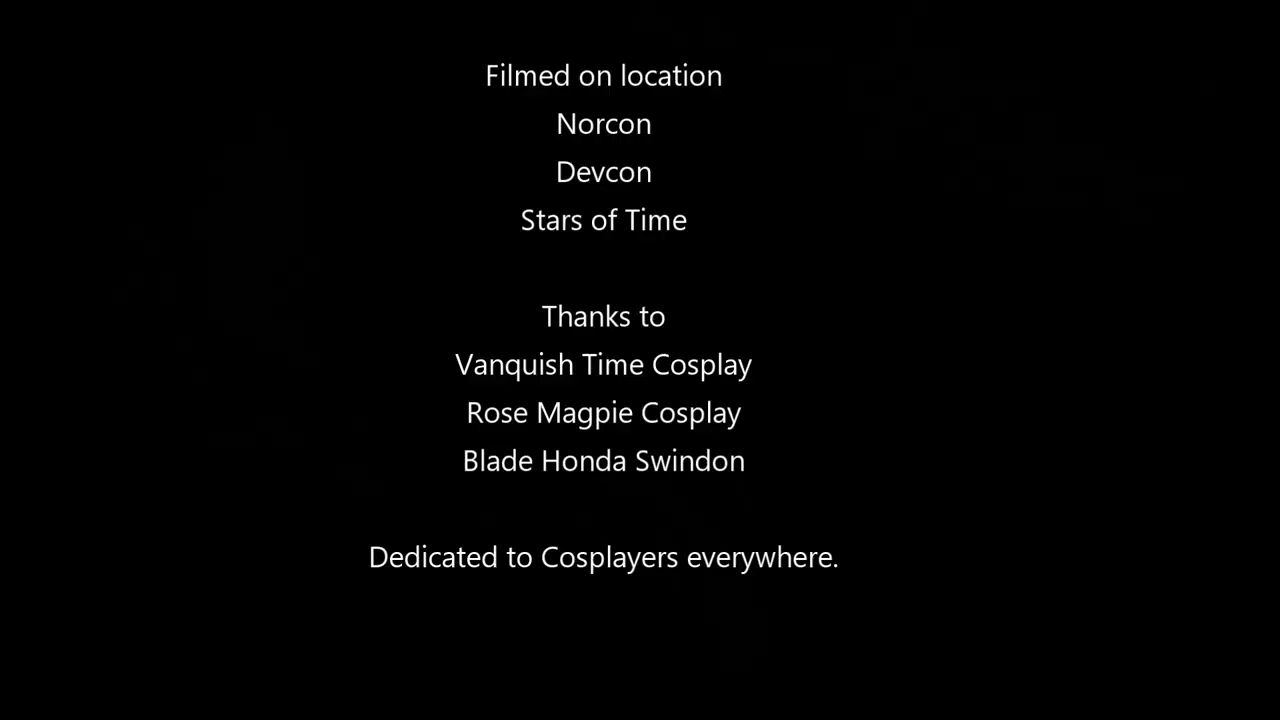 Filmed on location
Norcon
Devcon
Stars of Time
Thanks to
Vanquish Time Cosplay
Rose Magpie Cosplay
Blade Honda Swindon
Dedicated to Cosplayers everywhere.